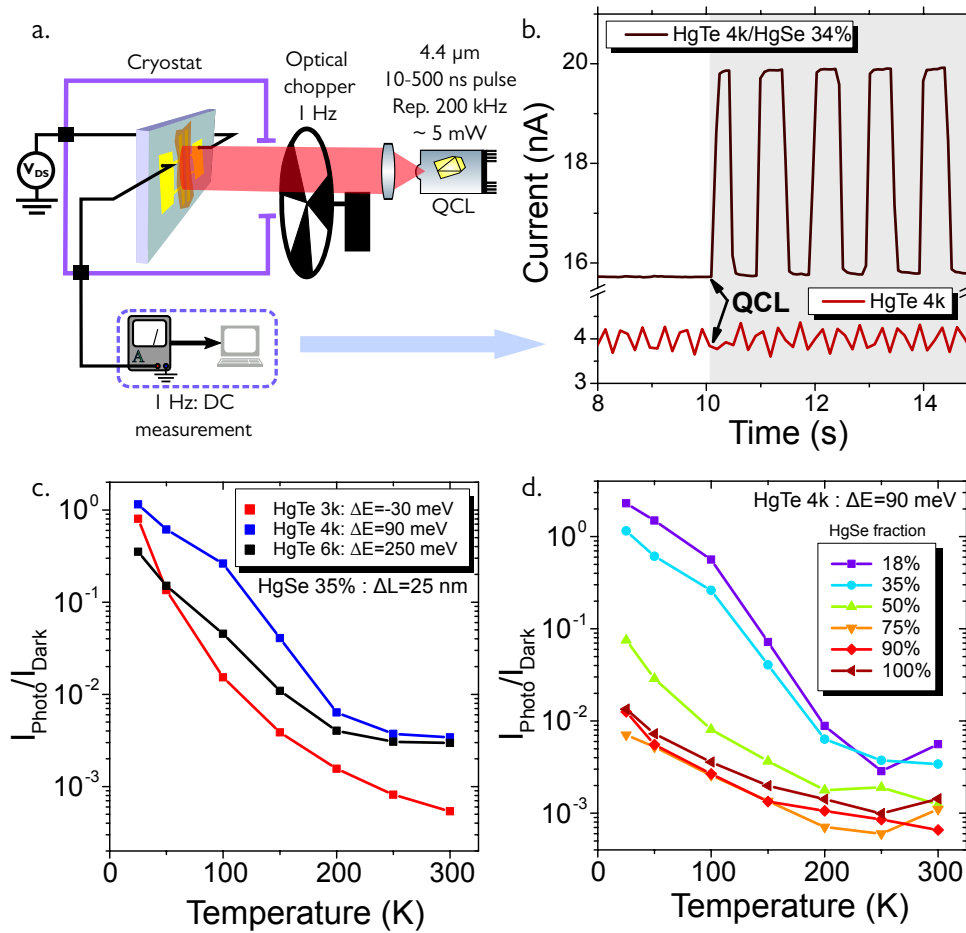 a.
Cryostat
Optical
chopper
1 Hz
4.4 µm
10-500 ns pulse
Rep. 200 kHz
~ 5 mW
V_DS
QCL
A
1 Hz: DC
measurement
b.
HgTe 4k/HgSe 34%
20
18
16
4
3
Current (nA)
QCL
HgTe 4k
8 10 12 14
Time (s)
c.
10^0
10^-1
10^-2
10^-3
I_Photo/I_Dark
HgTe 3k: ΔE=-30 meV
HgTe 4k: ΔE=90 meV
HgTe 6k: ΔE=250 meV
HgSe 35% : ΔL=25 nm
0 100 200 300
Temperature (K)
d.
HgTe 4k : ΔE=90 meV
HgSe fraction
18%
35%
50%
75%
90%
100%
10^0
10^-1
10^-2
10^-3
I_Photo/I_Dark
0 100 200 300
Temperature (K)